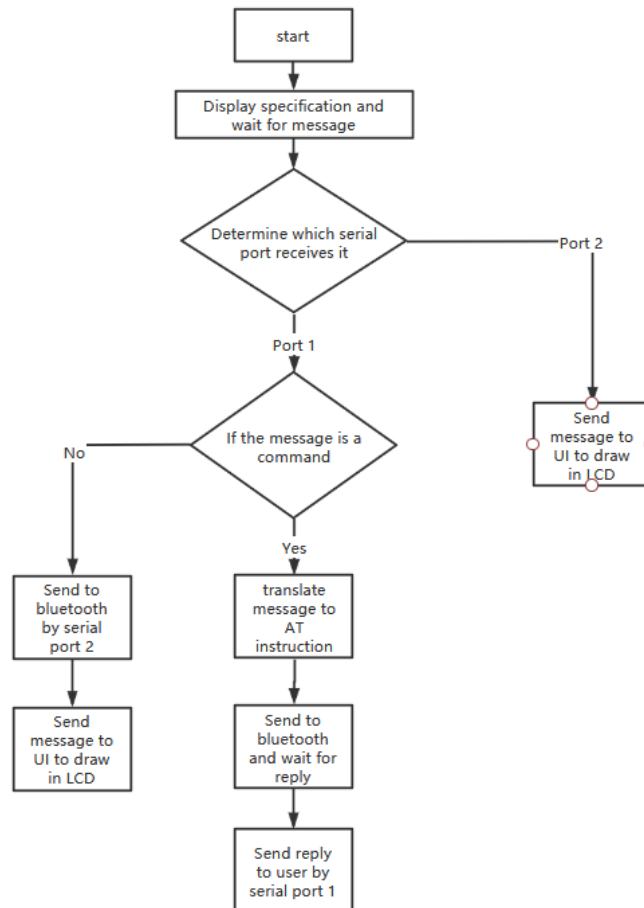 start
Display specification and
wait for message
Determine which serial
port receives it
Port 2
Port 1
Send
message to
UI to draw
in LCD
If the message is a
command
No
Yes
Send to
bluetooth
by serial
port 2
translate
message to
AT
instruction
Send
message to
UI to draw
in LCD
Send to
bluetooth
and wait for
reply
Send reply
to user by
serial port 1